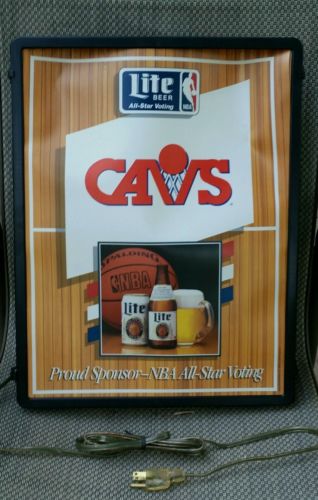 Lite
BEER
All-Star Voting
NBA
CAVS
SPALDING
NBA
Lite
Lite
Proud Sponsor-NBA All-Star Voting